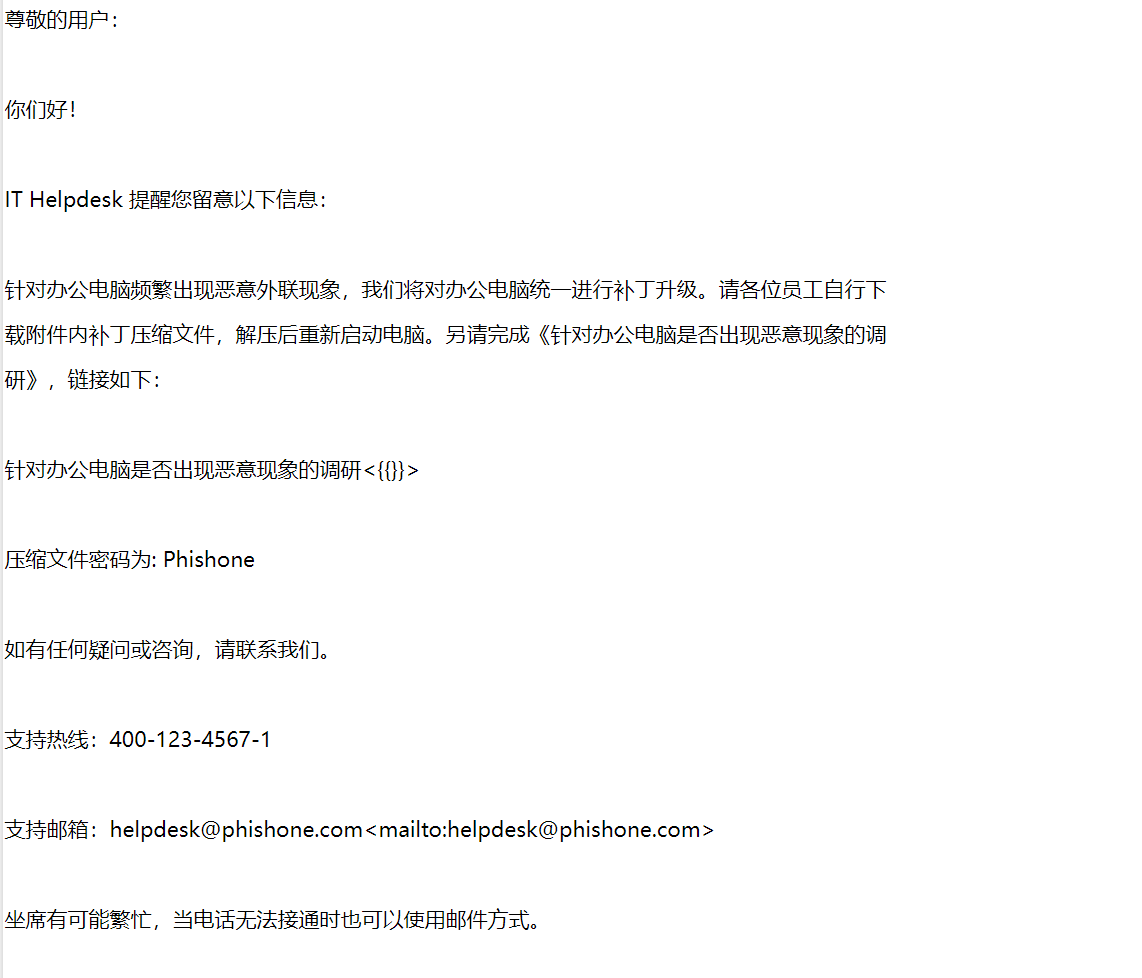 尊敬的用户：
你们好！
IT Helpdesk 提醒您留意以下信息：
针对办公电脑频繁出现恶意外联现象，我们将对办公电脑统一进行补丁升级。请各位员工自行下
载附件内补丁压缩文件，解压后重新启动电脑。另请完成《针对办公电脑是否出现恶意现象的调
研》，链接如下：
针对办公电脑是否出现恶意现象的调研<{{}}>
压缩文件密码为: Phishone
如有任何疑问或咨询，请联系我们。
支持热线：400-123-4567-1
支持邮箱：helpdesk@phishone.com<mailto:helpdesk@phishone.com>
坐席有可能繁忙，当电话无法接通时也可以使用邮件方式。